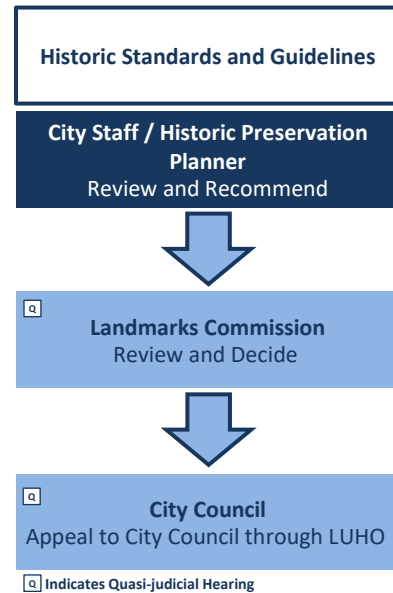 Historic Standards and Guidelines
City Staff / Historic Preservation
Planner
Review and Recommend
Q
Landmarks Commission
Review and Decide
Q
City Council
Appeal to City Council through LUHO
Q Indicates Quasi-judicial Hearing